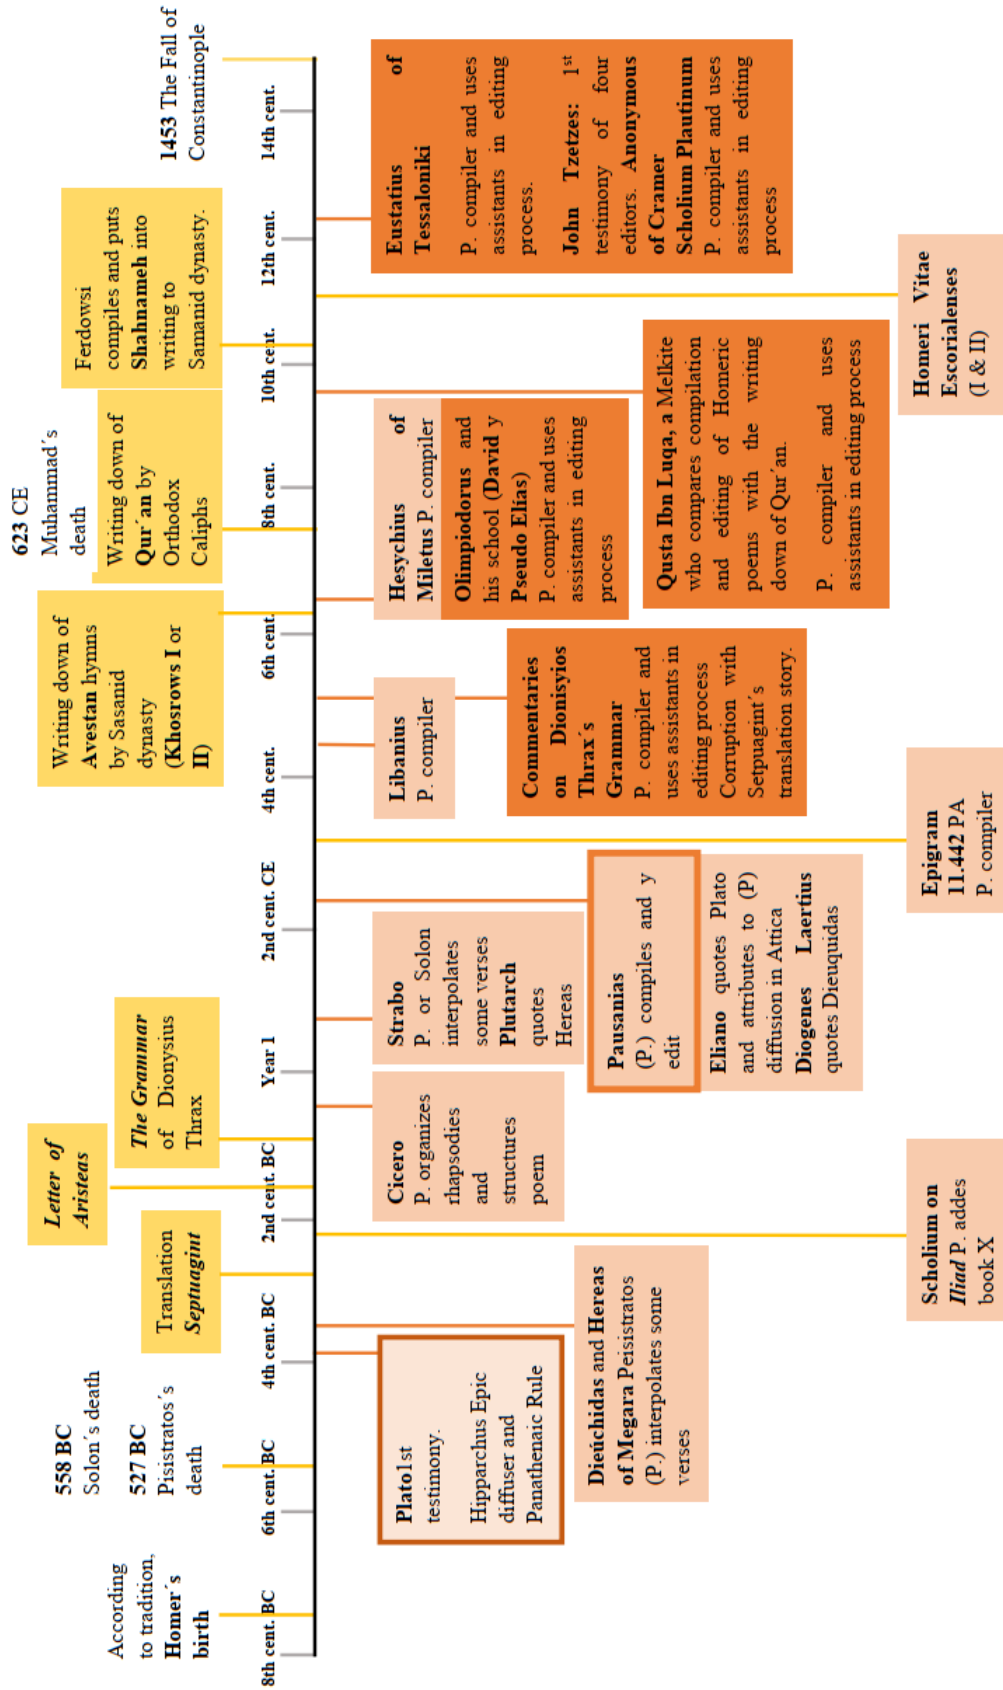 According
to tradition,
Homer´s
birth
558 BC
Solon´s death
527 BC
Pisistratos´s
death
Translation
Septuagint
Letter of
Aristeas
The Grammar
of Dionysius
Thrax
Writing down of
Avestan hymns
by Sasanid
dynasty
(Khosrows I or
II)
623 CE
Muhammad´s
death
Writing down of
Qur´an by
Orthodox
Caliphs
Ferdowsi
compiles and puts
Shahnameh into
writing to
Samanid dynasty.
1453 The Fall of
Constantinople
8th cent. BC
6th cent. BC
4th cent. BC
2nd cent. BC
Year 1
2nd cent. CE
4th cent.
6th cent.
8th cent.
10th cent.
12th cent.
14th cent.
Plato1st
testimony.
Hipparchus Epic
diffuser and
Panathenaic Rule
Dieúchidas and Hereas
of Megara Peisistratos
(P.) interpolates some
verses
Scholium on
Iliad P. addes
book X
Cicero
P. organizes
rhapsodies
and
structures
poem
Strabo
P. or Solon
interpolates
some verses
Plutarch
quotes
Hereas
Pausanias
(P.) compiles and y
edit
Eliano quotes Plato
and attributes to (P)
diffusion in Attica
Diogenes Laertius
quotes Dieuquidas
Epigram
11.442 PA
P. compiler
Libanius
P. compiler
Commentaries
on Dionisyios
Thrax´s
Grammar
P. compiler and
uses assistants in
editing process
Corruption with
Setpuagint´s
translation story.
Hesychius of
Miletus P. compiler
Olimpiodorus and
his school (David y
Pseudo Elías)
P. compiler and uses
assistants in editing
process
Qusta Ibn Luqa, a Melkite
who compares compilation
and editing of Homeric
poems with the writing
down of Qur´an.
P. compiler and uses
assistants in editing process
Homeri Vitae
Escorialenses
(I & II)
Eustatius of
Tessaloniki
P. compiler and uses
assistants in editing
process.
John Tzetzes: 1st
testimony of four
editors. Anonymous
of Cramer
Scholium Plautinum
P. compiler and uses
assistants in editing
process